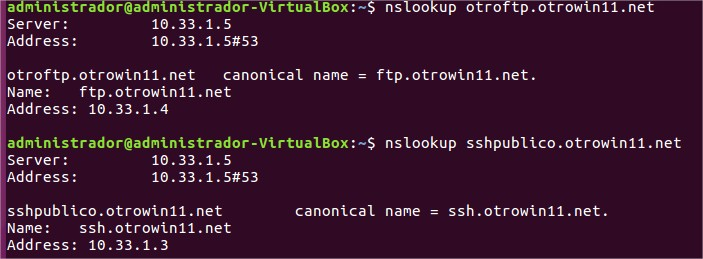 administrador@administrador-VirtualBox:~$ nslookup otroftp.otrowin11.net
Server: 10.33.1.5
Address: 10.33.1.5#53
otroftp.otrowin11.net canonical name = ftp.otrowin11.net.
Name: ftp.otrowin11.net
Address: 10.33.1.4
administrador@administrador-VirtualBox:~$ nslookup sshpublico.otrowin11.net
Server: 10.33.1.5
Address: 10.33.1.5#53
sshpublico.otrowin11.net canonical name = ssh.otrowin11.net.
Name: ssh.otrowin11.net
Address: 10.33.1.3